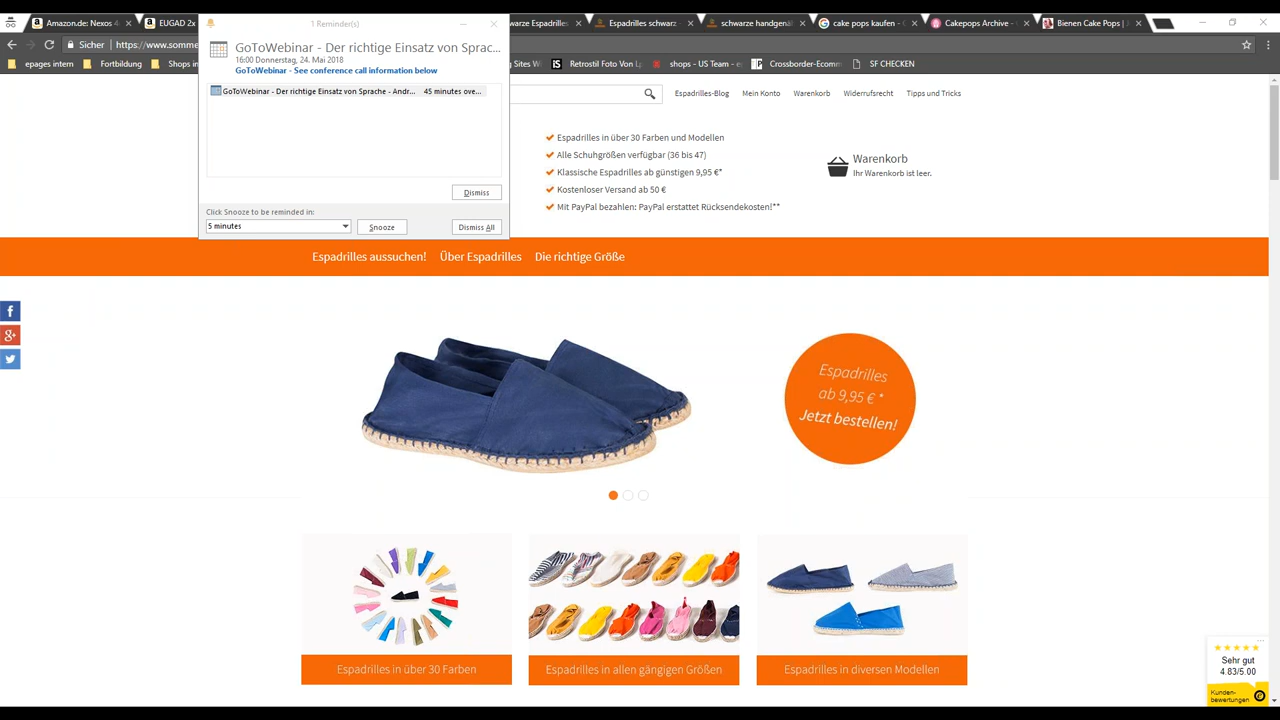 Amazon.de: Nexos 4
EUGAD 2x
warze Espadrilles
Espadrilles schwarz -
schwarze handgenä
cake pops kaufen - G
Cakepops Archive - C
Bienen Cake Pops | M
Sicher
https://www.somme
epages intern
Fortbildung
Shops in
ng Sites W
Retrostil Foto Von L
shops - US Team - e
Crossborder-Ecomm
SF CHECKEN
1 Reminder(s)
GoToWebinar - Der richtige Einsatz von Sprac...
16:00 Donnerstag, 24. Mai 2018
GoToWebinar - See conference call information below
GoToWebinar - Der richtige Einsatz von Sprache - Andr...
45 minutes ove...
Dismiss
Click Snooze to be reminded in:
5 minutes
Snooze
Dismiss All
Espadrilles-Blog
Mein Konto
Warenkorb
Widerrufsrecht
Tipps und Tricks
Espadrilles in über 30 Farben und Modellen
Alle Schuhgrößen verfügbar (36 bis 47)
Klassische Espadrilles ab günstigen 9,95 €*
Kostenloser Versand ab 50 €
Mit PayPal bezahlen: PayPal erstattet Rücksendekosten!**
Warenkorb
Ihr Warenkorb ist leer.
Espadrilles aussuchen!
Über Espadrilles
Die richtige Größe
Espadrilles
ab 9,95 € *
Jetzt bestellen!
Espadrilles in über 30 Farben
Espadrilles in allen gängigen Größen
Espadrilles in diversen Modellen
Sehr gut
4.83/5.00
Kunden-
bewertungen